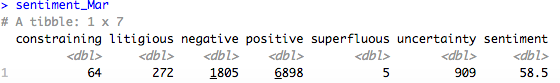 > sentiment_Mar
# A tibble: 1 x 7
constraining litigious negative positive superfluous uncertainty sentiment
<dbl> <dbl> <dbl> <dbl> <dbl> <dbl> <dbl>
1 64 272 1805 6898 5 909 58.5